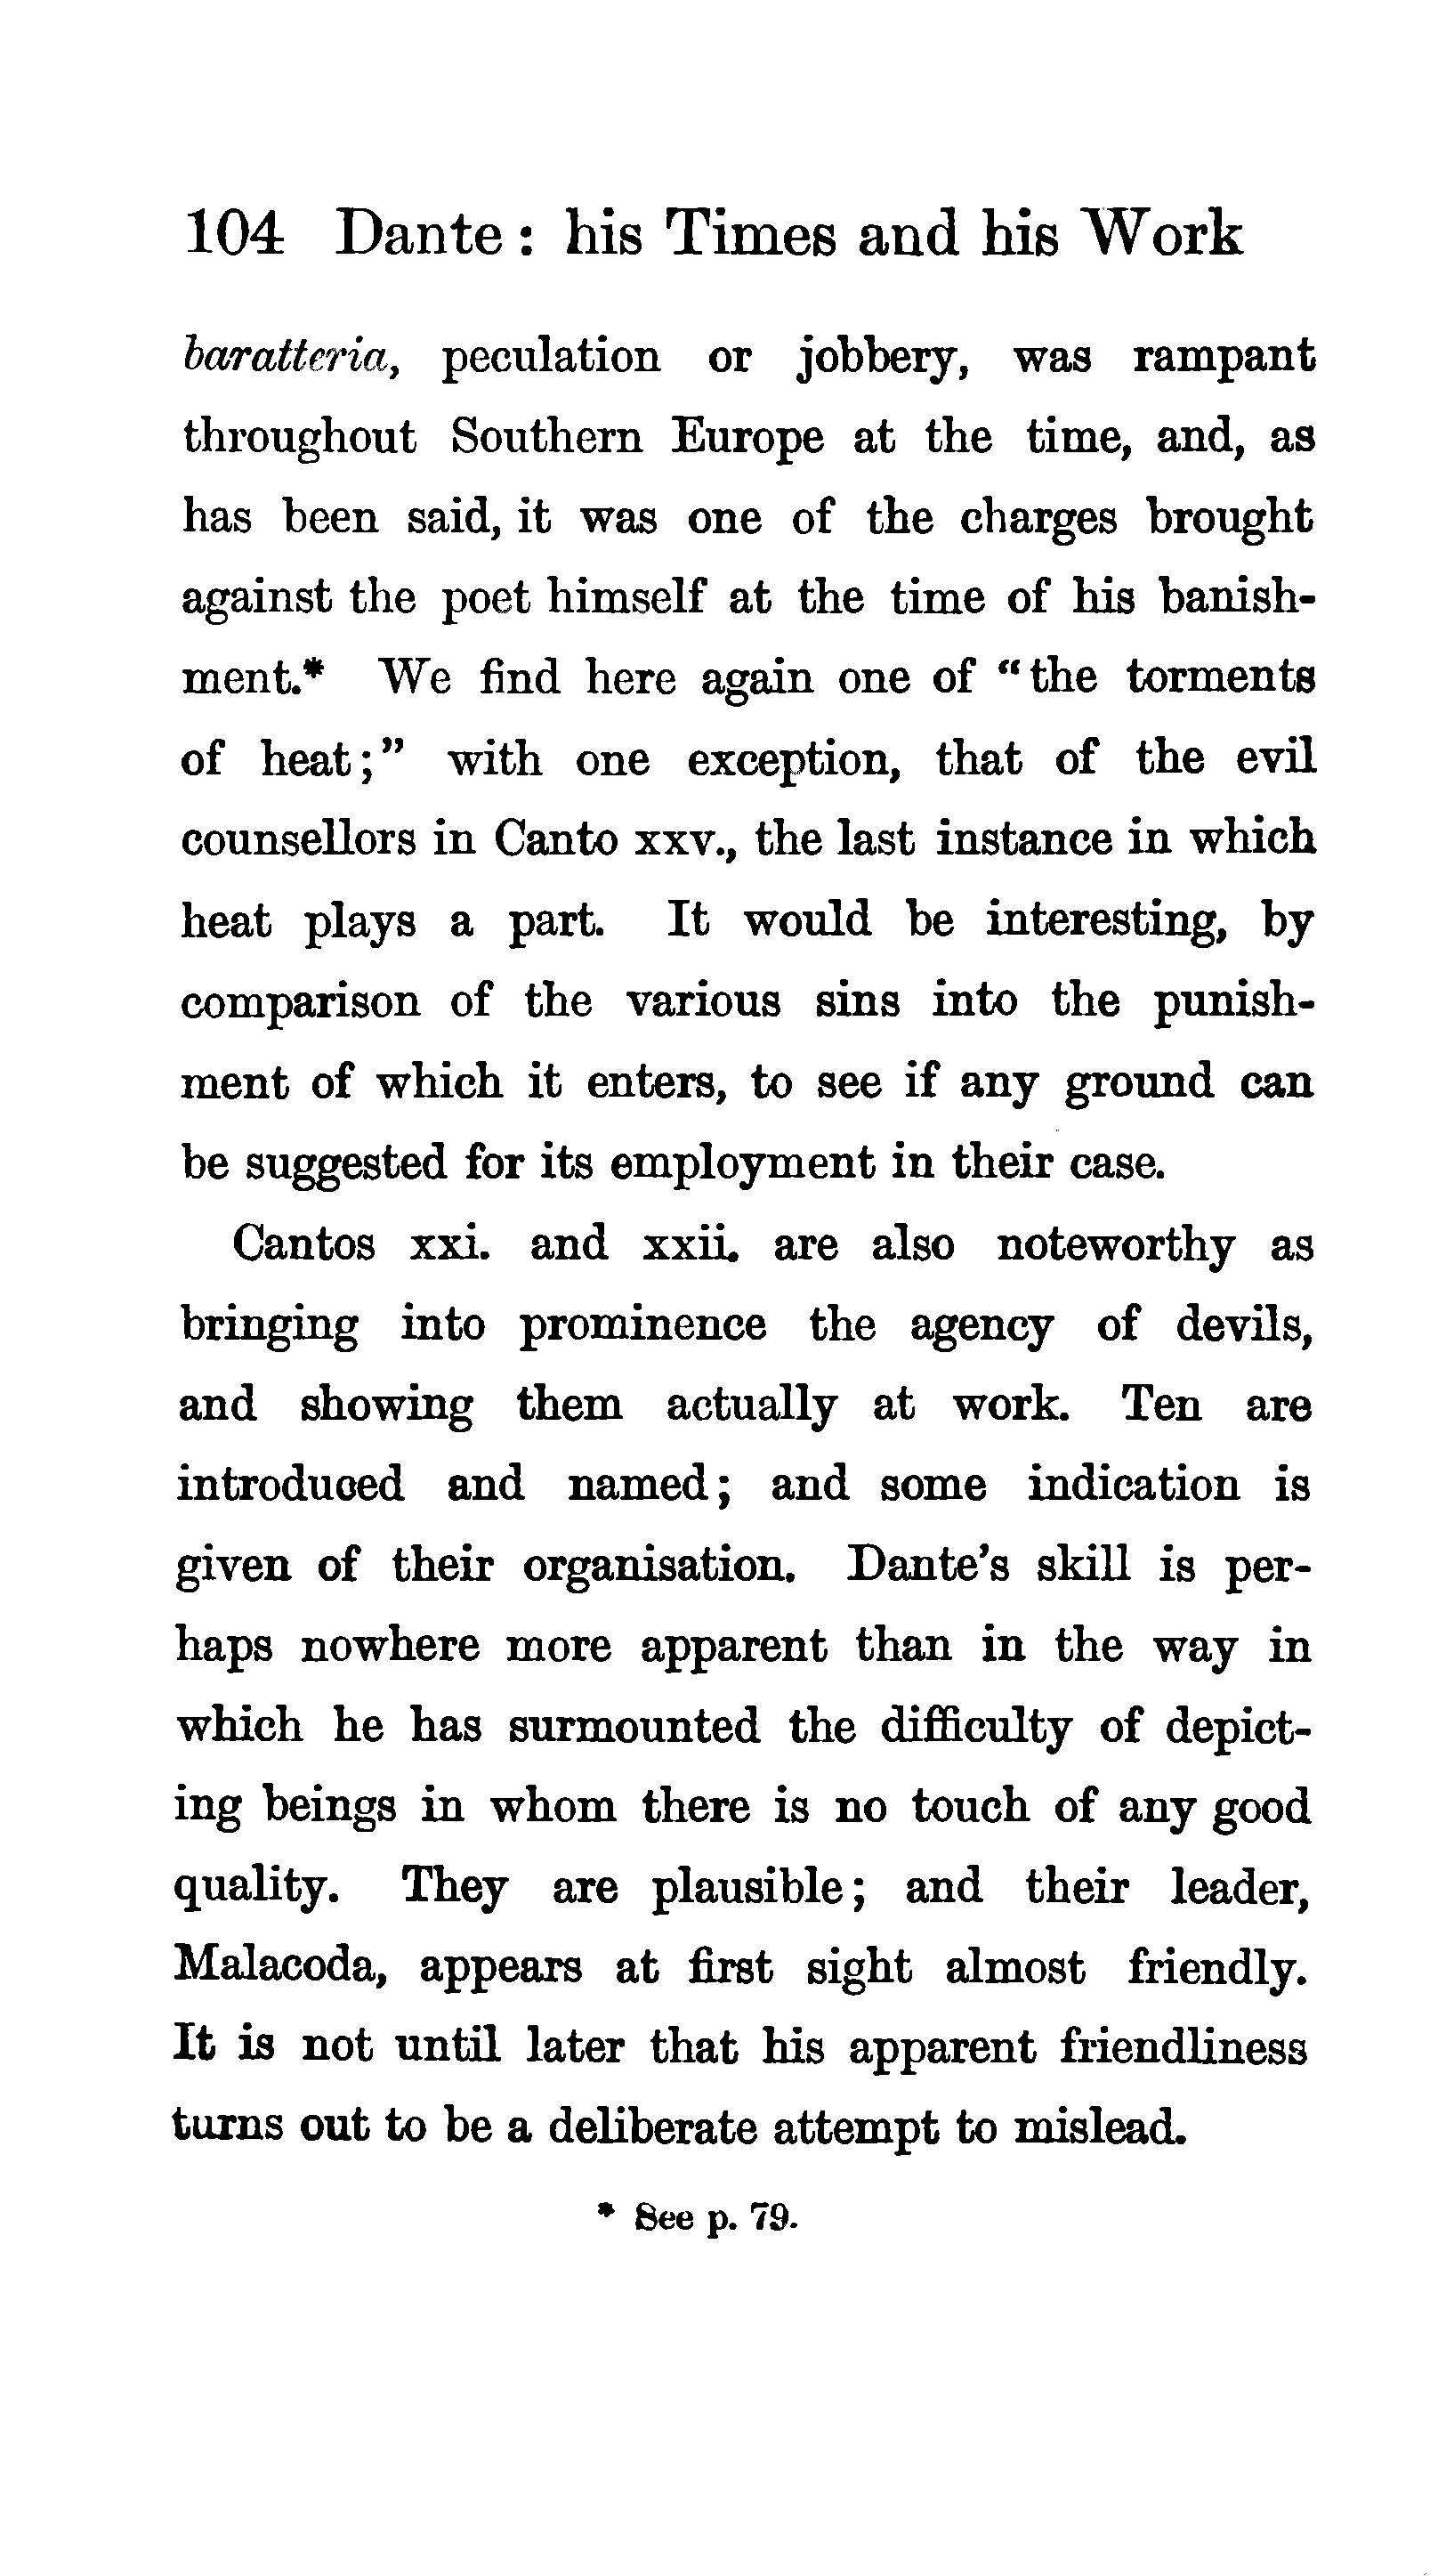 104 Dante : his Times and his Work
baratteria, peculation or jobbery, was rampant
throughout Southern Europe at the time, and, as
has been said, it was one of the charges brought
against the poet himself at the time of his banish-
ment.* We find here again one of “the torments
of heat ;” with one exception, that of the evil
counsellors in Canto xxv., the last instance in which
heat plays a part. It would be interesting, by
comparison of the various sins into the punish-
ment of which it enters, to see if any ground can
be suggested for its employment in their case.
Cantos xxi. and xxii. are also noteworthy as
bringing into prominence the agency of devils,
and showing them actually at work. Ten are
introduced and named; and some indication is
given of their organisation. Dante’s skill is per-
haps nowhere more apparent than in the way in
which he has surmounted the difficulty of depict-
ing beings in whom there is no touch of any good
quality. They are plausible; and their leader,
Malacoda, appears at first sight almost friendly.
It is not until later that his apparent friendliness
turns out to be a deliberate attempt to mislead.
* See p. 79.